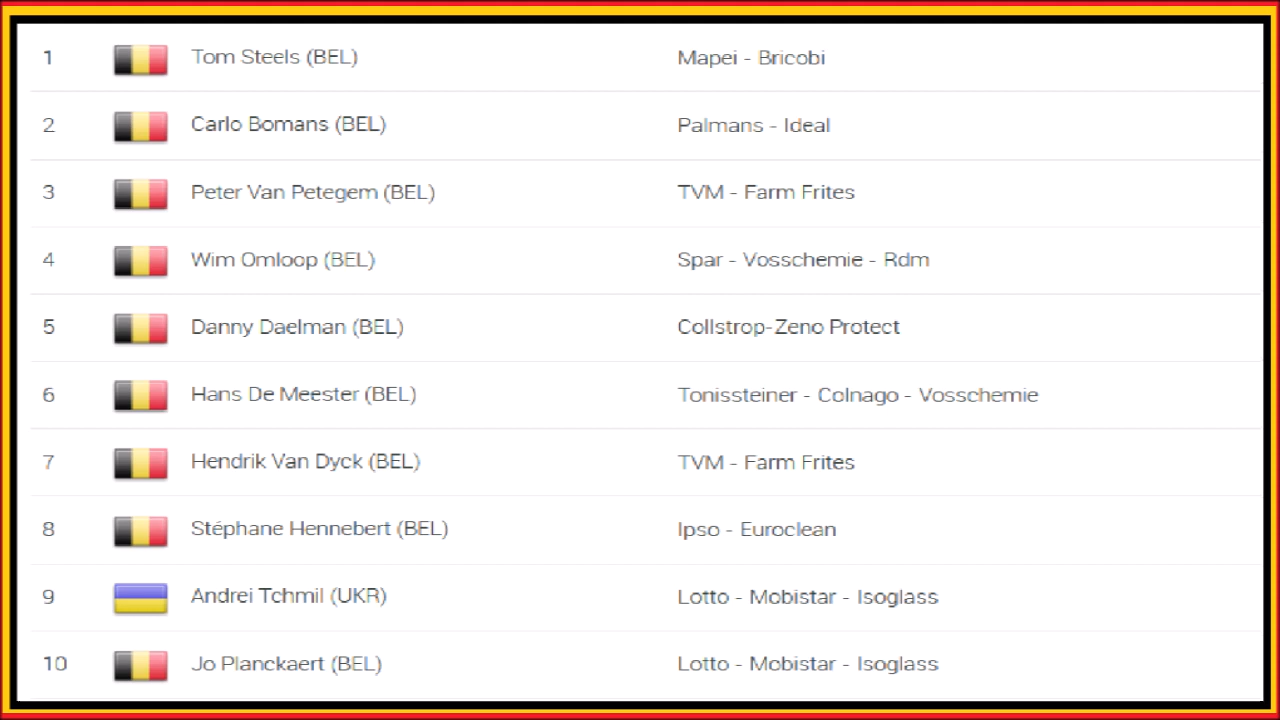 1 Tom Steels (BEL) Mapei - Bricobi
2 Carlo Bomans (BEL) Palmans - Ideal
3 Peter Van Petegem (BEL) TVM - Farm Frites
4 Wim Omloop (BEL) Spar - Vosschemie - Rdm
5 Danny Daelman (BEL) Collstrop-Zeno Protect
6 Hans De Meester (BEL) Tonissteiner - Colnago - Vosschemie
7 Hendrik Van Dyck (BEL) TVM - Farm Frites
8 Stéphane Hennebert (BEL) Ipso - Euroclean
9 Andrei Tchmil (UKR) Lotto - Mobistar - Isoglass
10 Jo Planckaert (BEL) Lotto - Mobistar - Isoglass